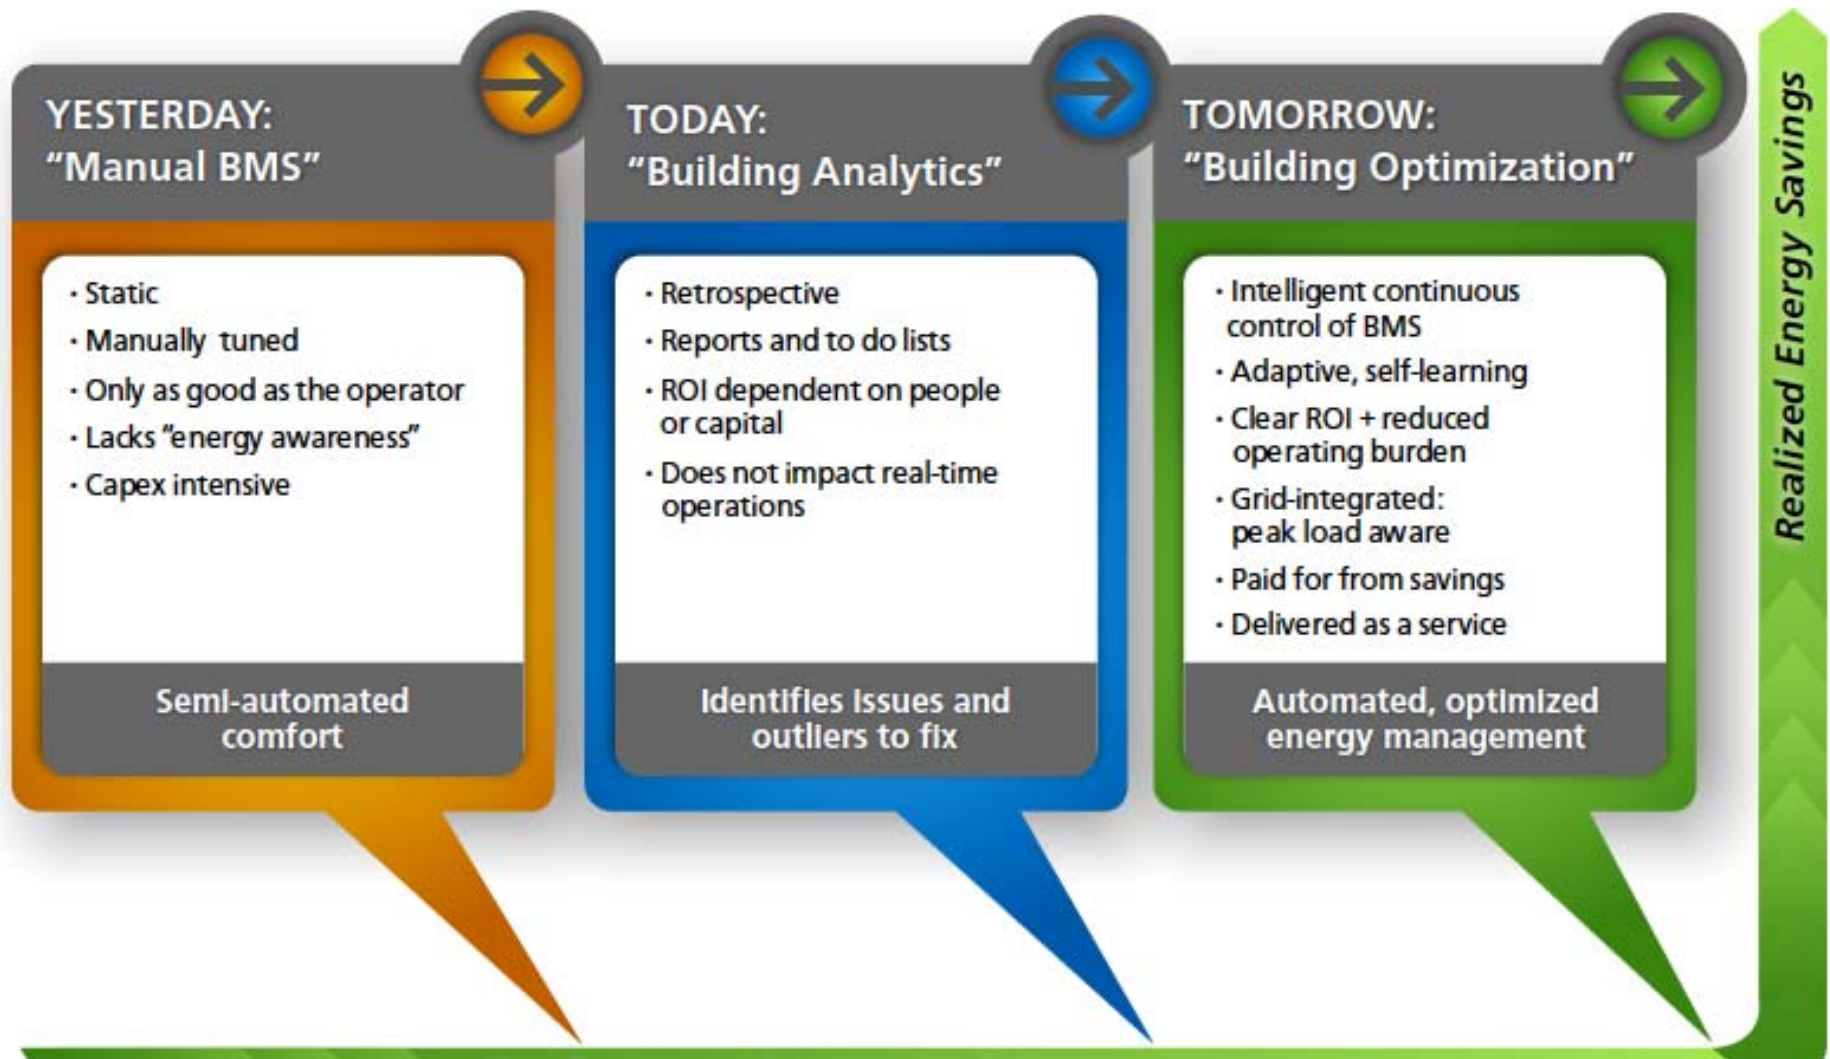 YESTERDAY:
“Manual BMS”
· Static
· Manually tuned
· Only as good as the operator
· Lacks “energy awareness”
· Capex intensive
Semi-automated
comfort
TODAY:
“Building Analytics”
· Retrospective
· Reports and to do lists
· ROI dependent on people
or capital
· Does not impact real-time
operations
Identifies issues and
outliers to fix
TOMORROW:
“Building Optimization”
· Intelligent continuous
control of BMS
· Adaptive, self-learning
· Clear ROI + reduced
operating burden
· Grid-integrated:
peak load aware
· Paid for from savings
· Delivered as a service
Automated, optimized
energy management
Realized Energy Savings